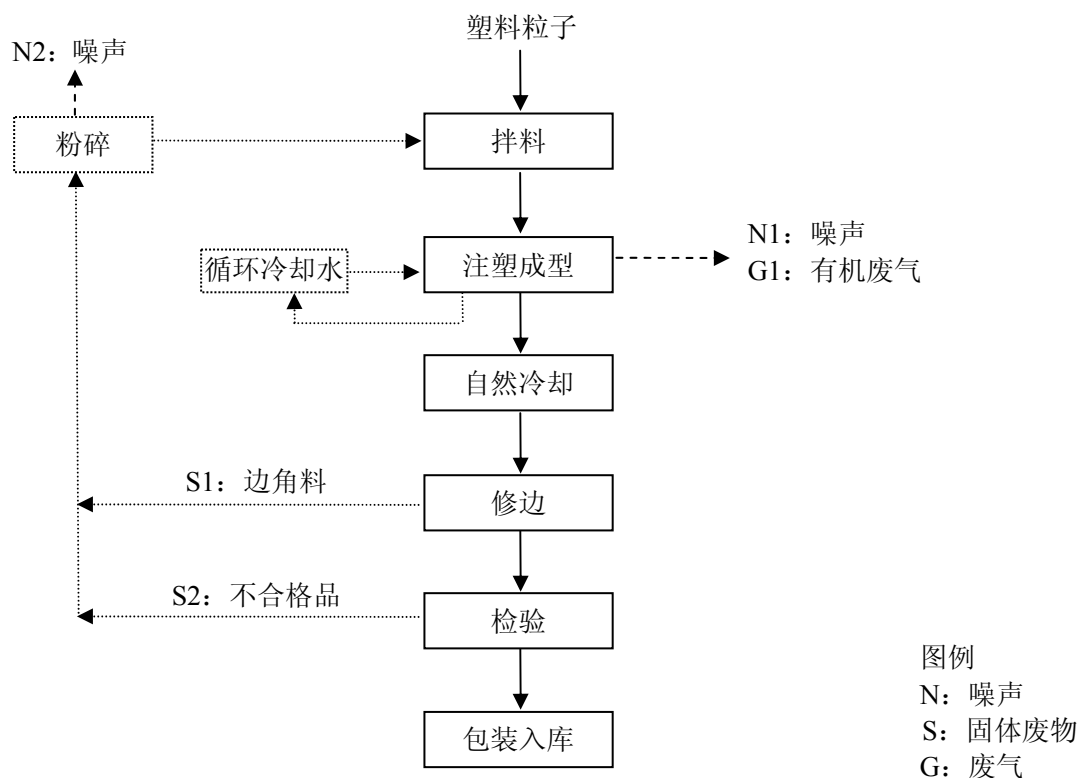 塑料粒子
N2：噪声
粉碎
拌料
N1：噪声
G1：有机废气
循环冷却水
注塑成型
自然冷却
S1：边角料
修边
S2：不合格品
检验
包装入库
图例
N：噪声
S：固体废物
G：废气